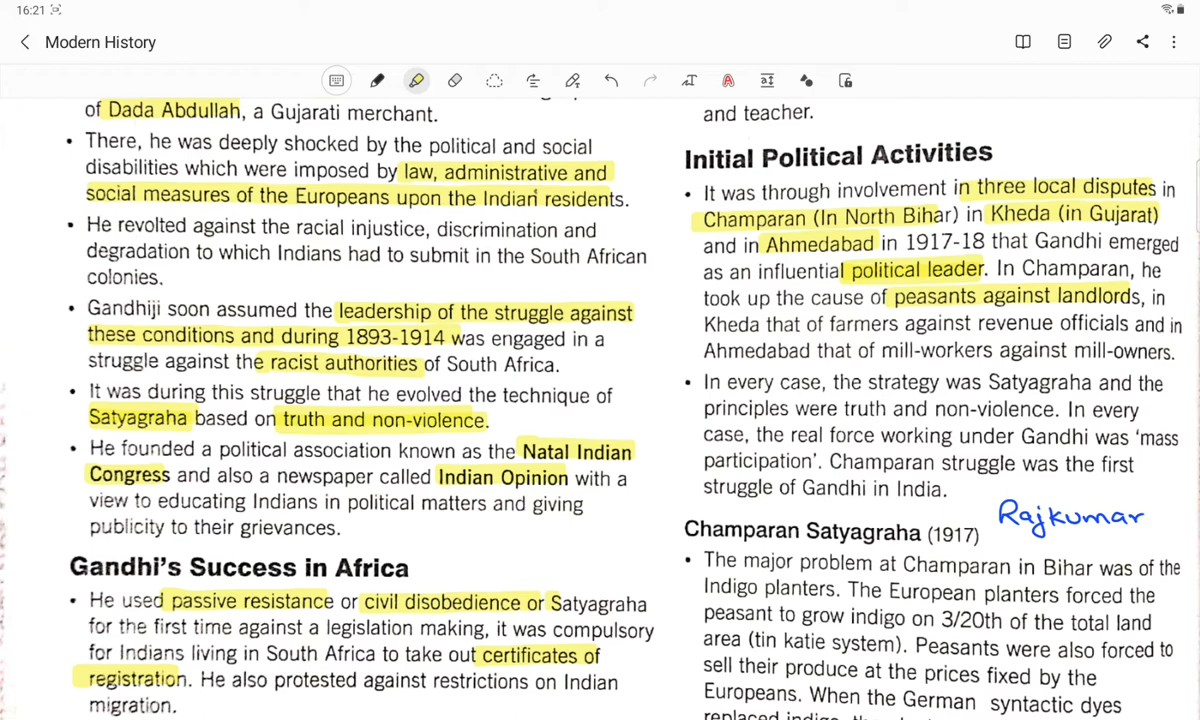 16:21
Modern History
of Dada Abdullah, a Gujarati merchant.
• There, he was deeply shocked by the political and social
disabilities which were imposed by law, administrative and
social measures of the Europeans upon the Indian residents.
• He revolted against the racial injustice, discrimination and
degradation to which Indians had to submit in the South African
colonies.
• Gandhiji soon assumed the leadership of the struggle against
these conditions and during 1893-1914 was engaged in a
struggle against the racist authorities of South Africa.
• It was during this struggle that he evolved the technique of
Satyagraha based on truth and non-violence.
• He founded a political association known as the Natal Indian
Congress and also a newspaper called Indian Opinion with a
view to educating Indians in political matters and giving
publicity to their grievances.
Gandhi's Success in Africa
• He used passive resistance or civil disobedience or Satyagraha
for the first time against a legislation making, it was compulsory
for Indians living in South Africa to take out certificates of
registration. He also protested against restrictions on Indian
migration.
and teacher.
Initial Political Activities
• It was through involvement in three local disputes in
Champaran (In North Bihar) in Kheda (in Gujarat)
and in Ahmedabad in 1917-18 that Gandhi emerged
as an influential political leader. In Champaran, he
took up the cause of peasants against landlords, in
Kheda that of farmers against revenue officials and in
Ahmedabad that of mill-workers against mill-owners.
• In every case, the strategy was Satyagraha and the
principles were truth and non-violence. In every
case, the real force working under Gandhi was 'mass
participation'. Champaran struggle was the first
struggle of Gandhi in India.
Rajkumar
Champaran Satyagraha (1917)
• The major problem at Champaran in Bihar was of the
Indigo planters. The European planters forced the
peasant to grow indigo on 3/20th of the total land
area (tin katie system). Peasants were also forced to
sell their produce at the prices fixed by the
Europeans. When the German syntactic dyes
replaced indigo